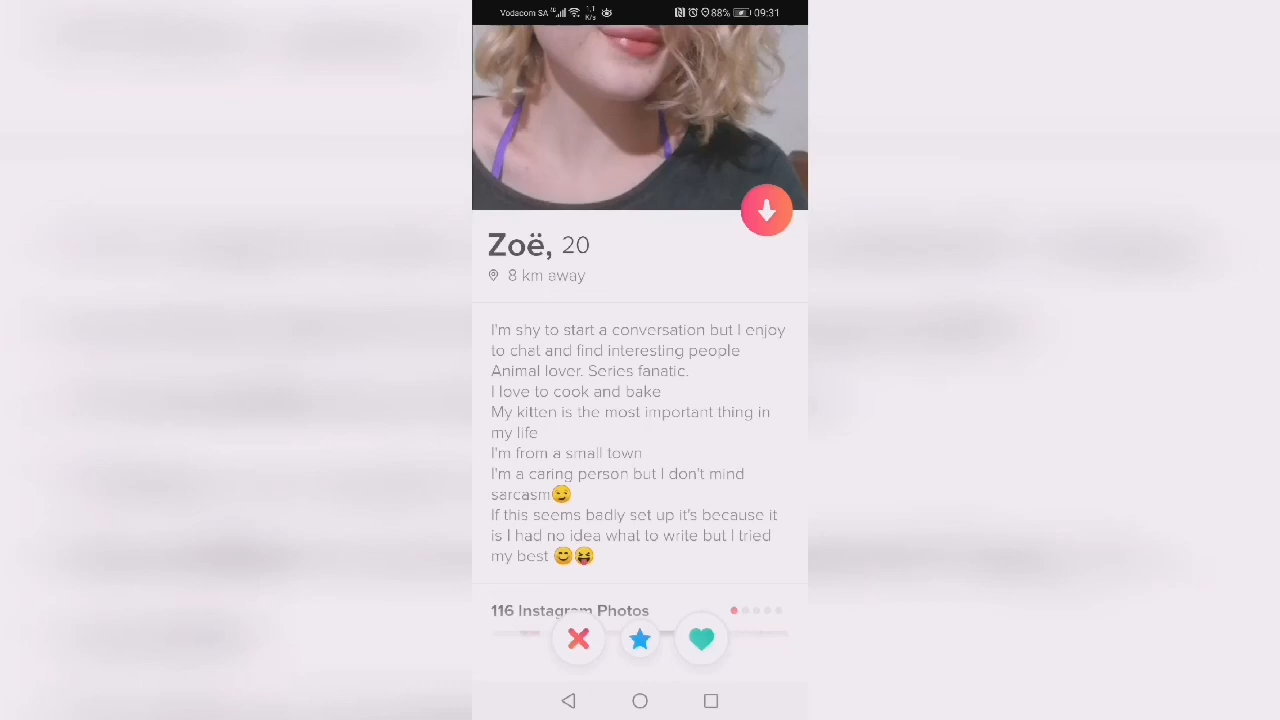 Vodacom SA 1,1 K/s 88% 09:31
Zoë, 20
8 km away
I'm shy to start a conversation but I enjoy
to chat and find interesting people
Animal lover. Series fanatic.
I love to cook and bake
My kitten is the most important thing in
my life
I'm from a small town
I'm a caring person but I don't mind
sarcasm😏
If this seems badly set up it's because it
is I had no idea what to write but I tried
my best 😊😝
116 Instagram Photos